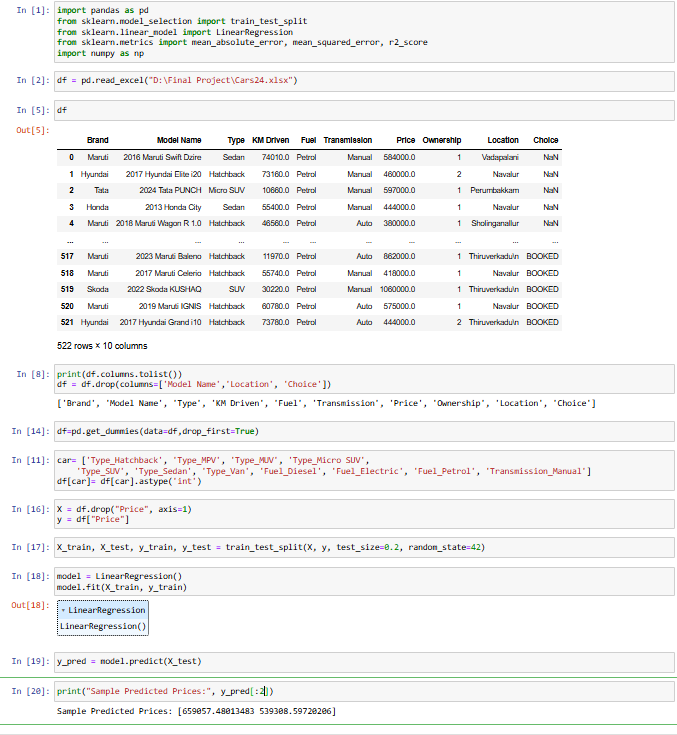 In [1]: import pandas as pd
from sklearn.model_selection import train_test_split
from sklearn.linear_model import LinearRegression
from sklearn.metrics import mean_absolute_error, mean_squared_error, r2_score
import numpy as np
In [2]: df = pd.read_excel("D:\Final Project\Cars24.xlsx")
In [5]: df
Out[5]:
Brand Model Name Type KM Driven Fuel Transmission Price Ownership Location Choice
0 Maruti 2016 Maruti Swift Dzire Sedan 74010.0 Petrol Manual 584000.0 1 Vadapalani NaN
1 Hyundai 2017 Hyundai Elite i20 Hatchback 73160.0 Petrol Manual 460000.0 2 Navalur NaN
2 Tata 2024 Tata PUNCH Micro SUV 10660.0 Petrol Manual 597000.0 1 Perumbakkam NaN
3 Honda 2013 Honda City Sedan 55400.0 Petrol Manual 444000.0 1 Navalur NaN
4 Maruti 2018 Maruti Wagon R 1.0 Hatchback 46560.0 Petrol Auto 380000.0 1 Sholinganallur NaN
... ... ... ... ... ... ... ... ... ... ...
517 Maruti 2023 Maruti Baleno Hatchback 11970.0 Petrol Auto 862000.0 1 Thiruverkadu\n BOOKED
518 Maruti 2017 Maruti Celerio Hatchback 55740.0 Petrol Manual 418000.0 1 Navalur BOOKED
519 Skoda 2022 Skoda KUSHAQ SUV 30220.0 Petrol Manual 1060000.0 1 Thiruverkadu\n BOOKED
520 Maruti 2019 Maruti IGNIS Hatchback 60780.0 Petrol Auto 575000.0 1 Navalur BOOKED
521 Hyundai 2017 Hyundai Grand i10 Hatchback 73780.0 Petrol Auto 444000.0 2 Thiruverkadu\n BOOKED
522 rows × 10 columns
In [8]: print(df.columns.tolist())
df = df.drop(columns=['Model Name','Location', 'Choice'])
['Brand', 'Model Name', 'Type', 'KM Driven', 'Fuel', 'Transmission', 'Price', 'Ownership', 'Location', 'Choice']
In [14]: df=pd.get_dummies(data=df,drop_first=True)
In [11]: car= ['Type_Hatchback', 'Type_MPV', 'Type_MUV', 'Type_Micro SUV',
'Type_SUV', 'Type_Sedan', 'Type_Van', 'Fuel_Diesel', 'Fuel_Electric', 'Fuel_Petrol', 'Transmission_Manual']
df[car]= df[car].astype('int')
In [16]: X = df.drop("Price", axis=1)
y = df["Price"]
In [17]: X_train, X_test, y_train, y_test = train_test_split(X, y, test_size=0.2, random_state=42)
In [18]: model = LinearRegression()
model.fit(X_train, y_train)
Out[18]: ▾ LinearRegression
LinearRegression()
In [19]: y_pred = model.predict(X_test)
In [20]: print("Sample Predicted Prices:", y_pred[:2])
Sample Predicted Prices: [659057.48013483 539308.59720206]